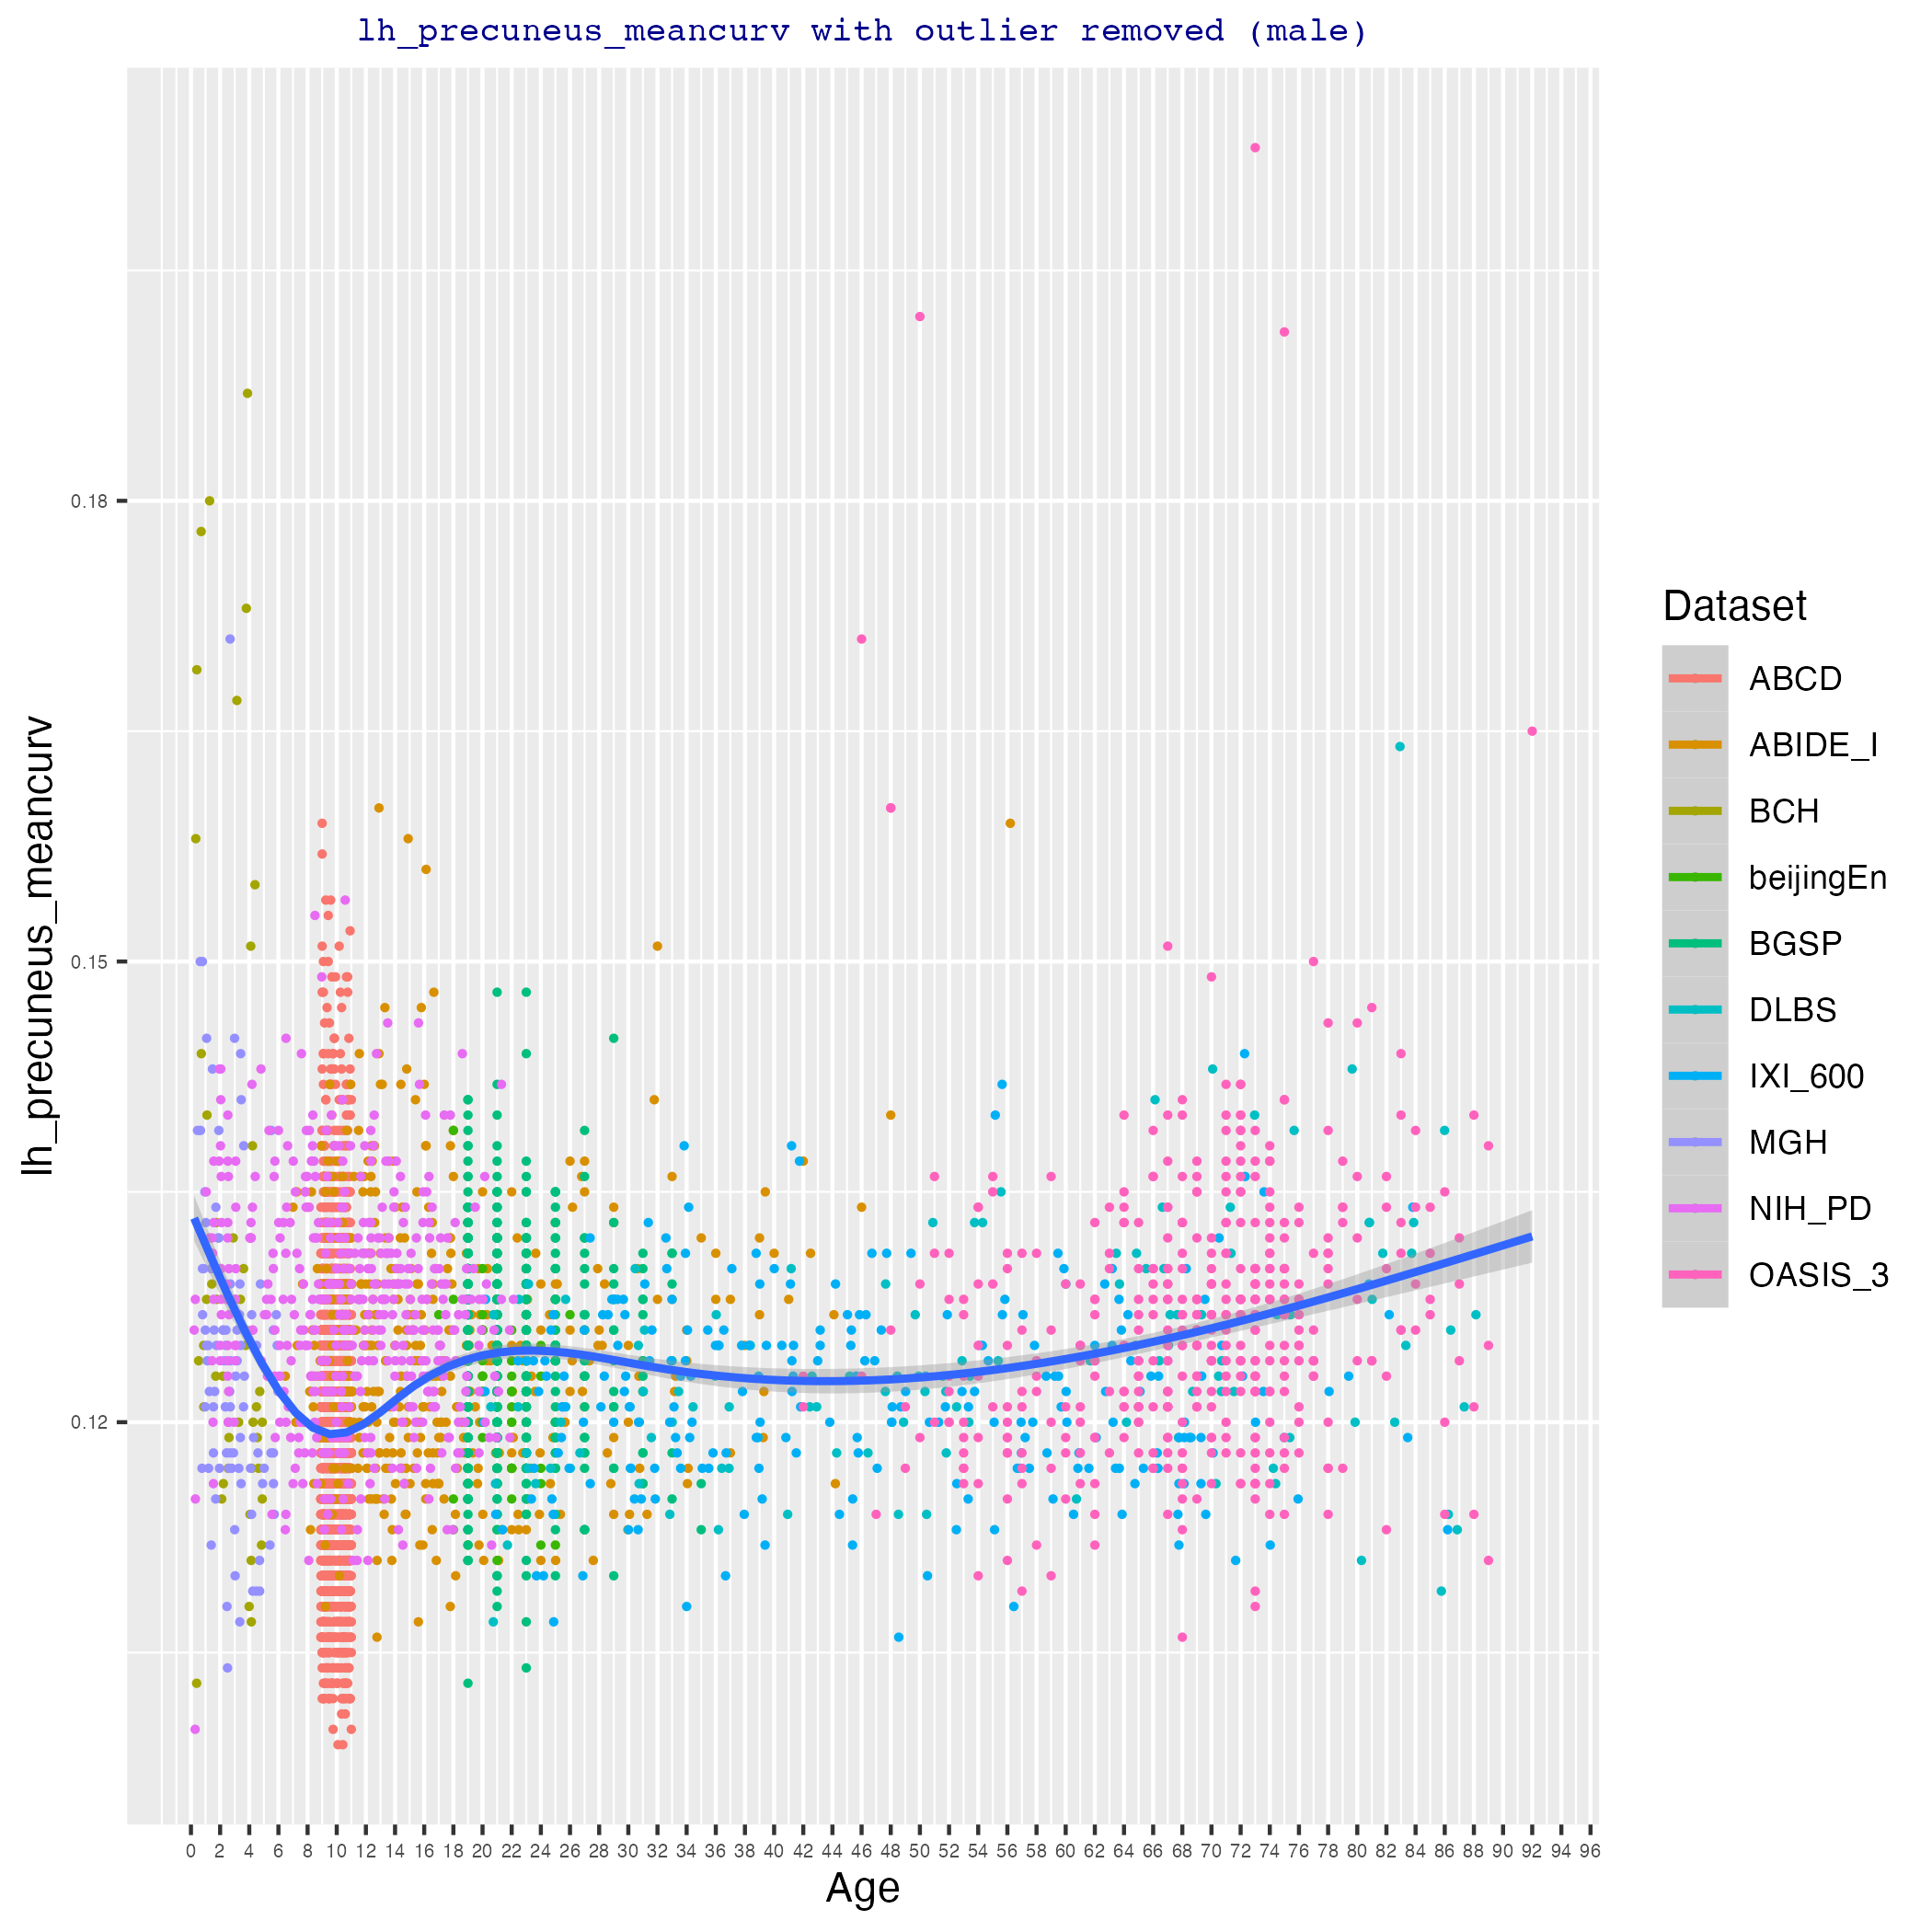 lh_precuneus_meancurv with outlier removed (male)
lh_precuneus_meancurv
0.18
0.15
0.12
0 2 4 6 8 10 12 14 16 18 20 22 24 26 28 30 32 34 36 38 40 42 44 46 48 50 52 54 56 58 60 62 64 66 68 70 72 74 76 78 80 82 84 86 88 90 92 94 96
Age
Dataset
ABCD
ABIDE_I
BCH
beijingEn
BGSP
DLBS
IXI_600
MGH
NIH_PD
OASIS_3